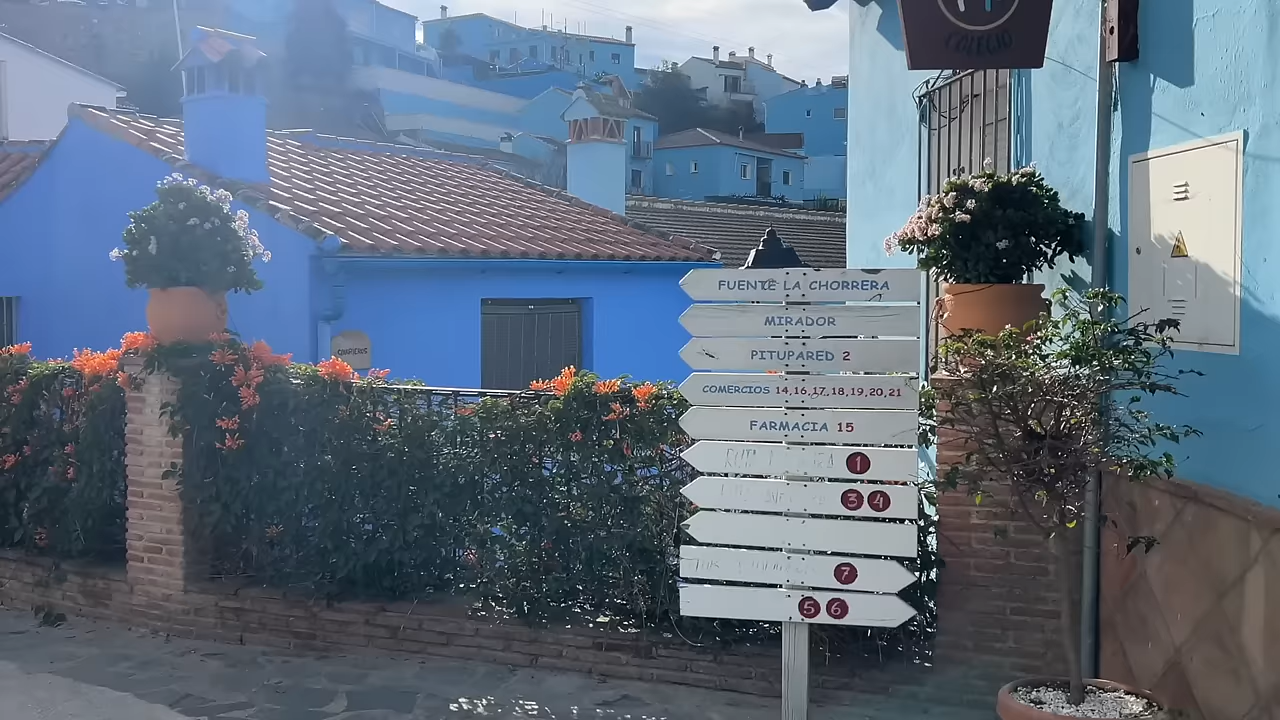 COLEGIO
FUENTE LA CHORRERA
MIRADOR
PITUPARED 2
COMERCIOS 14,16,17,18,19,20,21
FARMACIA 15
1
3 4
7
5 6